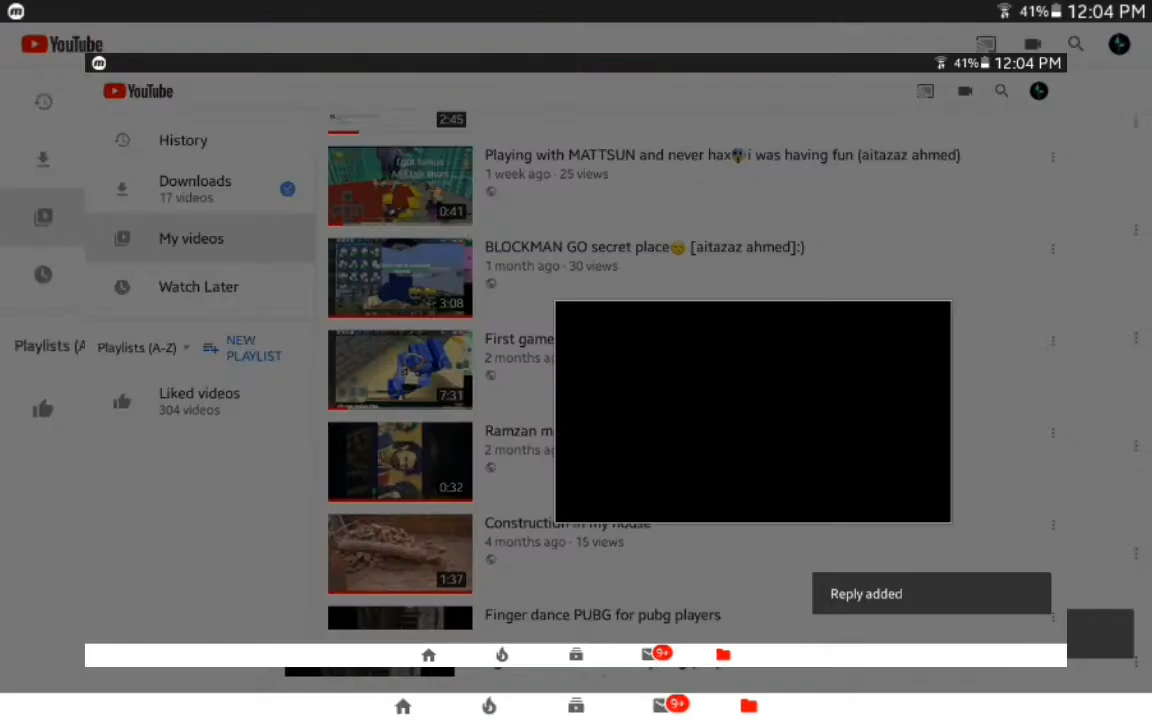 41% 12:04 PM
YouTube
41% 12:04 PM
YouTube
History
Downloads
17 videos
My videos
Watch Later
Playlists (A
Playlists (A-Z)
NEW
PLAYLIST
Liked videos
304 videos
2:45
Playing with MATTSUN and never hax😨i was having fun (aitazaz ahmed)
1 week ago · 25 views
0:41
BLOCKMAN GO secret place😏 [aitazaz ahmed]:)
1 month ago · 30 views
3:08
First game
2 months
7:31
Ramzan
2 months
0:32
Construction in my house
4 months ago · 15 views
1:37
Finger dance PUBG for pubg players
Reply added
9+
9+